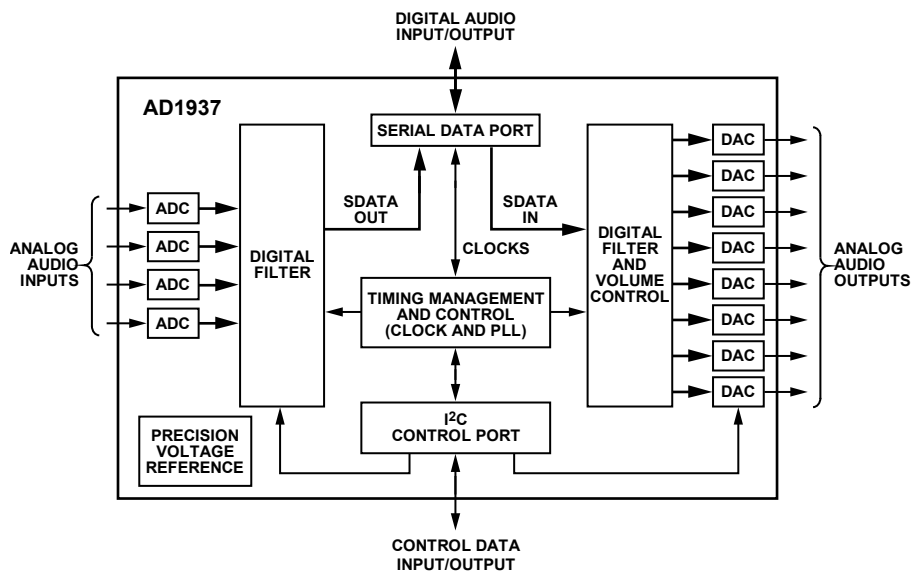 DIGITAL AUDIO
INPUT/OUTPUT
AD1937
SERIAL DATA PORT
SDATA
OUT
SDATA
IN
CLOCKS
ANALOG
AUDIO
INPUTS
ADC
ADC
ADC
ADC
DIGITAL
FILTER
TIMING MANAGEMENT
AND CONTROL
(CLOCK AND PLL)
DIGITAL
FILTER
AND
VOLUME
CONTROL
DAC
DAC
DAC
DAC
DAC
DAC
DAC
DAC
ANALOG
AUDIO
OUTPUTS
I²C
CONTROL PORT
PRECISION
VOLTAGE
REFERENCE
CONTROL DATA
INPUT/OUTPUT